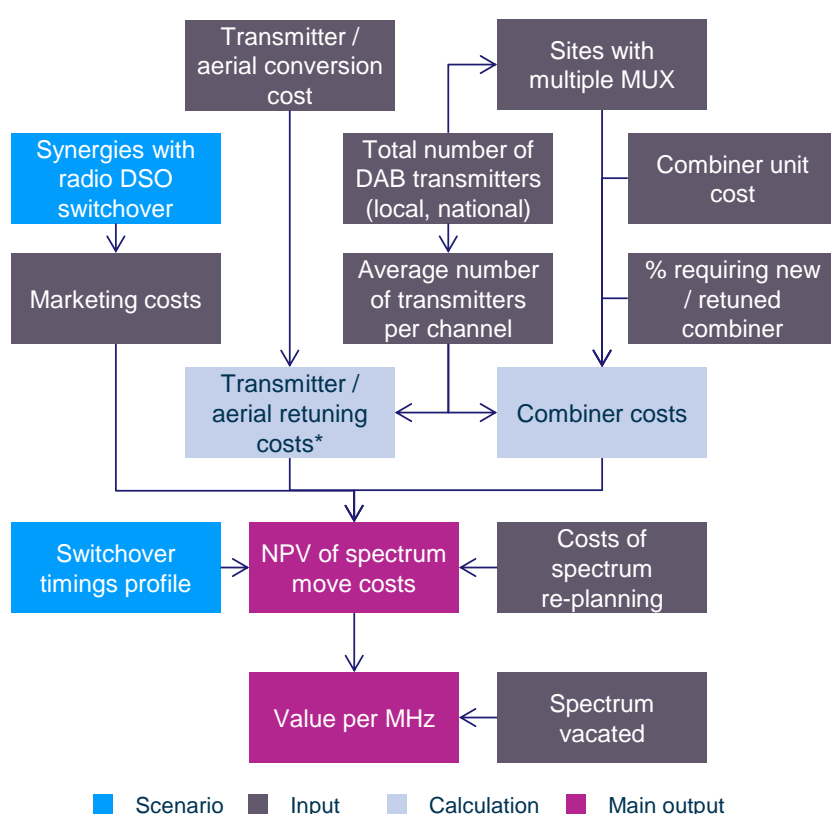 Transmitter /
aerial conversion
cost
Sites with
multiple MUX
Synergies with
radio DSO
switchover
Total number of
DAB transmitters
(local, national)
Combiner unit
cost
Marketing costs
Average number
of transmitters
per channel
% requiring new
/ retuned
combiner
Transmitter /
aerial retuning
costs*
Combiner costs
Switchover
timings profile
NPV of spectrum
move costs
Costs of
spectrum
re-planning
Value per MHz
Spectrum
vacated
Scenario
Input
Calculation
Main output